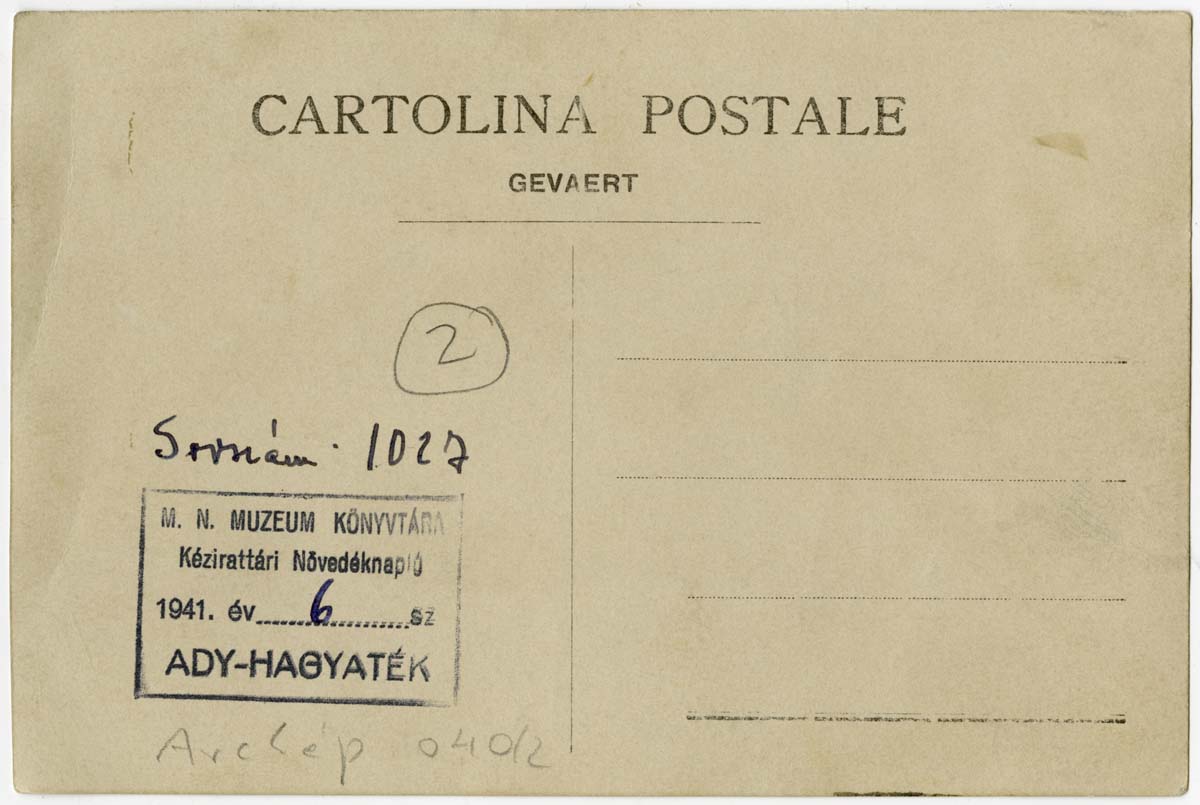 CARTOLINA POSTALE
GEVAERT
2
Sorszám · 1027
M. N. MUZEUM KÖNYVTÁRA
Kézirattári Növedéknapló
1941. év 6 sz
ADY-HAGYATÉK
Arckép 040/2